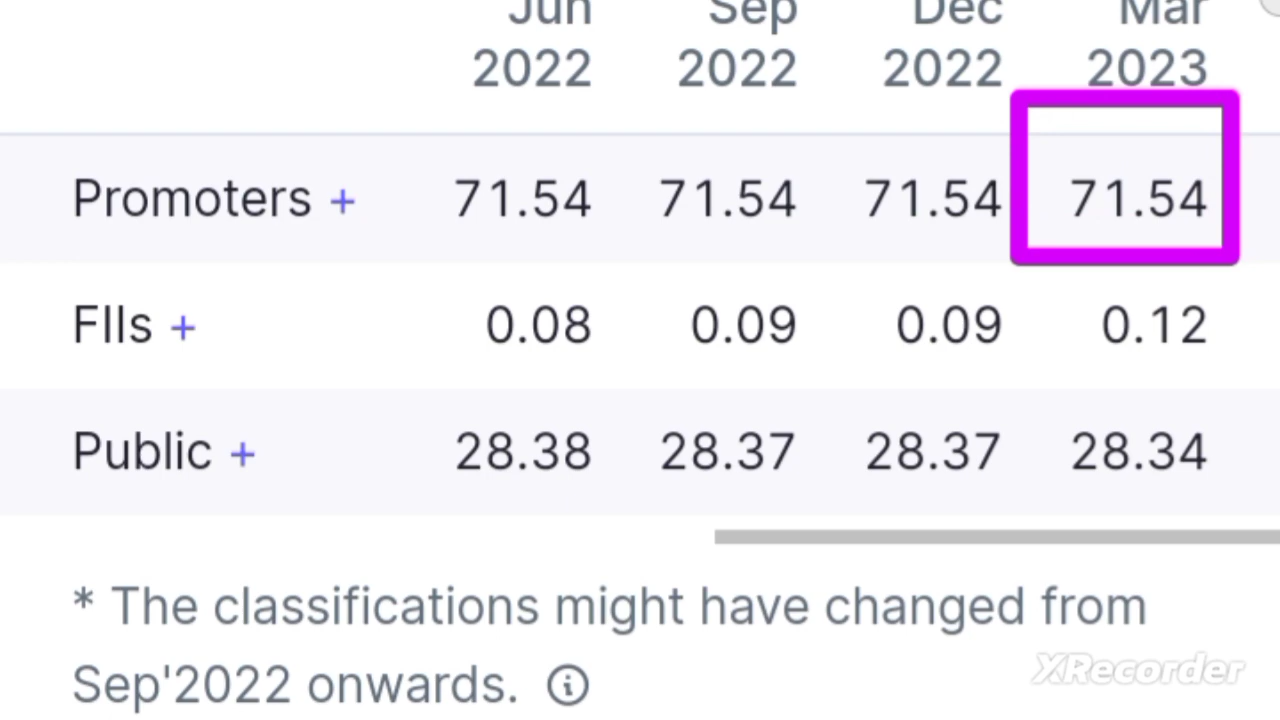 Jun Sep Dec Mar
2022 2022 2022 2023
Promoters + 71.54 71.54 71.54 71.54
FIIs + 0.08 0.09 0.09 0.12
Public + 28.38 28.37 28.37 28.34
* The classifications might have changed from
Sep'2022 onwards.
XRecorder